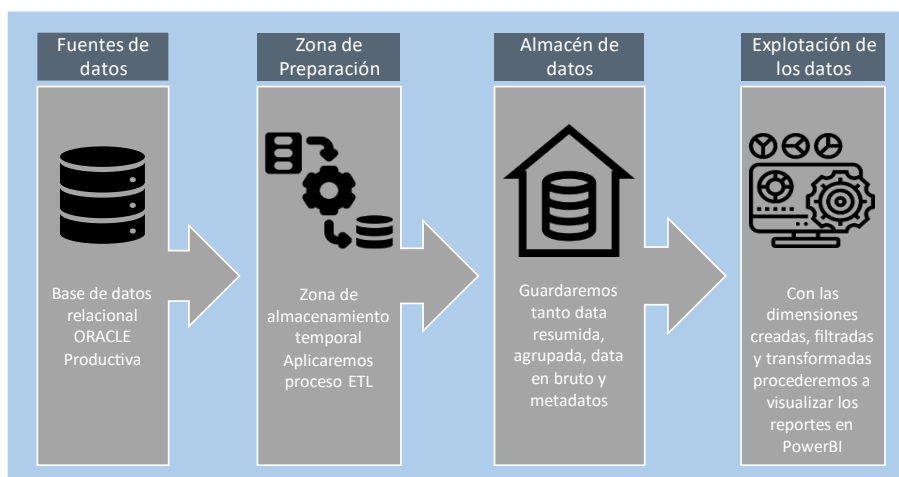 Fuentes de
datos
Base de datos
relacional
ORACLE
Productiva
Zona de
Preparación
Zona de
almacenamiento
temporal
Aplicaremos
proceso ETL
Almacén de
datos
Guardaremos
tanto data
resumida,
agrupada, data
en bruto y
metadatos
Explotación de
los datos
Con las
dimensiones
creadas, filtradas
y transformadas
procederemos a
visualizar los
reportes en
PowerBI